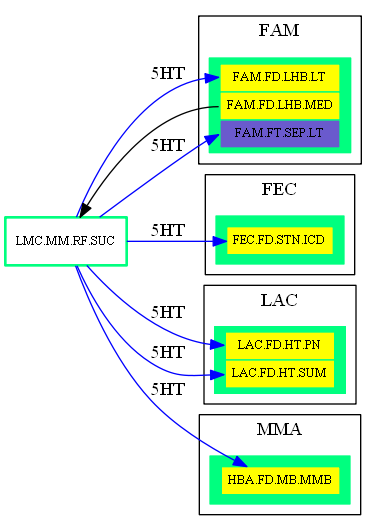 FAM
5HT
FAM.FD.LHB.LT
FAM.FD.LHB.MED
5HT
FAM.FT.SEP.LT
FEC
LMC.MM.RF.SUC
5HT
FEC.FD.STN.ICD
LAC
5HT
LAC.FD.HT.PN
5HT
LAC.FD.HT.SUM
5HT
MMA
HBA.FD.MB.MMB